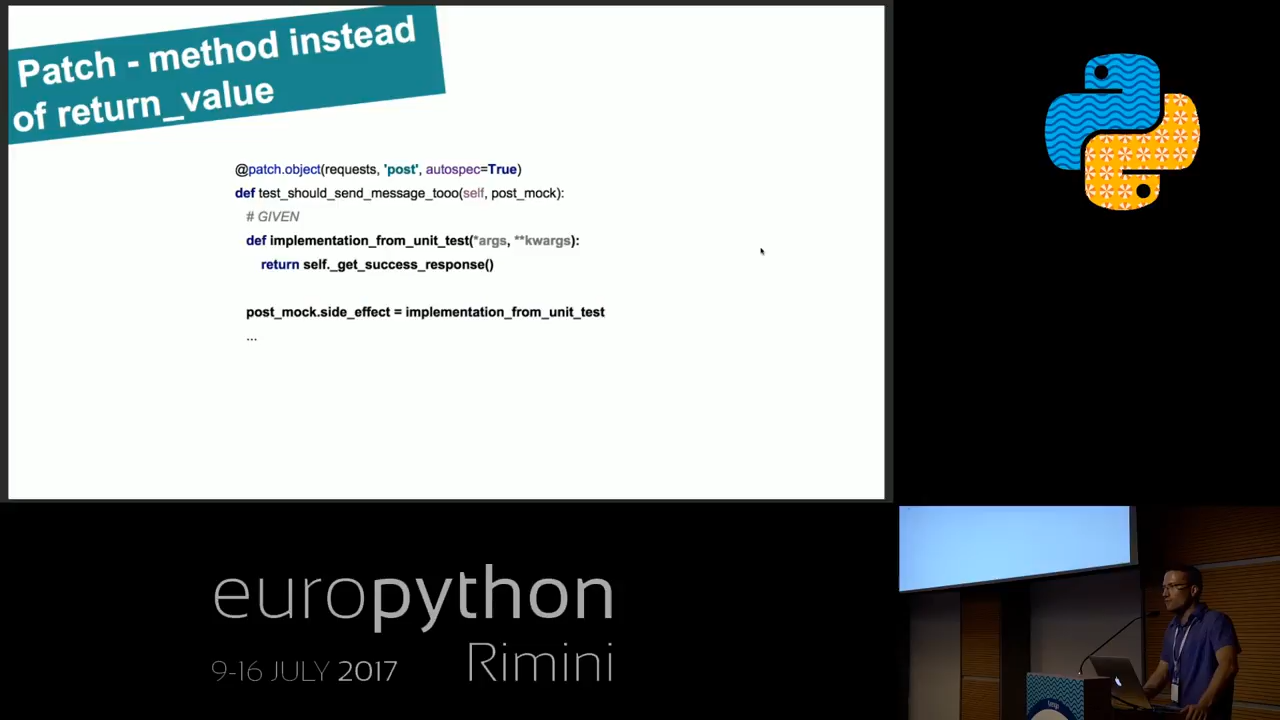 Patch - method instead
of return_value
@patch.object(requests, 'post', autospec=True)
def test_should_send_message_tooo(self, post_mock):
# GIVEN
def implementation_from_unit_test(*args, **kwargs):
return self._get_success_response()
post_mock.side_effect = implementation_from_unit_test
...
europython
9-16 JULY 2017
Rimini